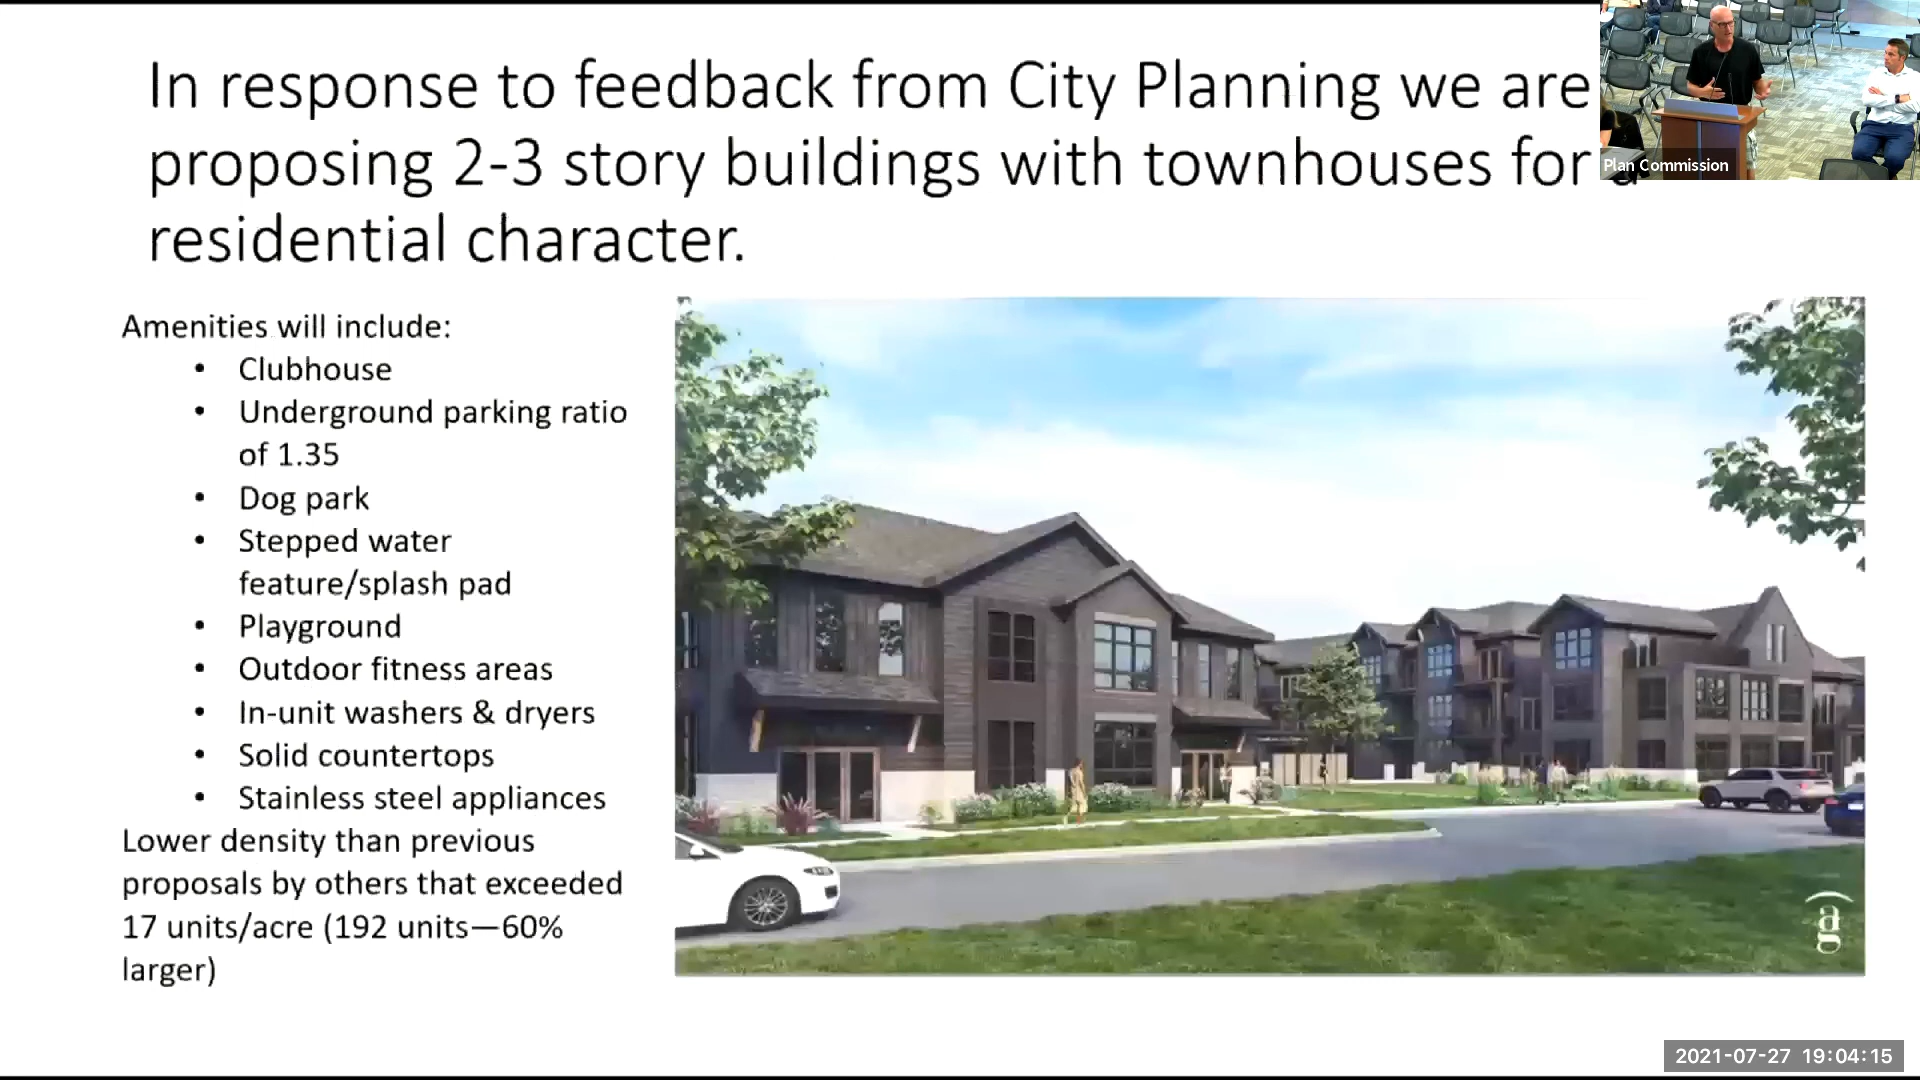 In response to feedback from City Planning we are
proposing 2-3 story buildings with townhouses for a
residential character.
Plan Commission
Amenities will include:
• Clubhouse
• Underground parking ratio
of 1.35
• Dog park
• Stepped water
feature/splash pad
• Playground
• Outdoor fitness areas
• In-unit washers & dryers
• Solid countertops
• Stainless steel appliances
Lower density than previous
proposals by others that exceeded
17 units/acre (192 units—60%
larger)
ag
2021-07-27 19:04:15